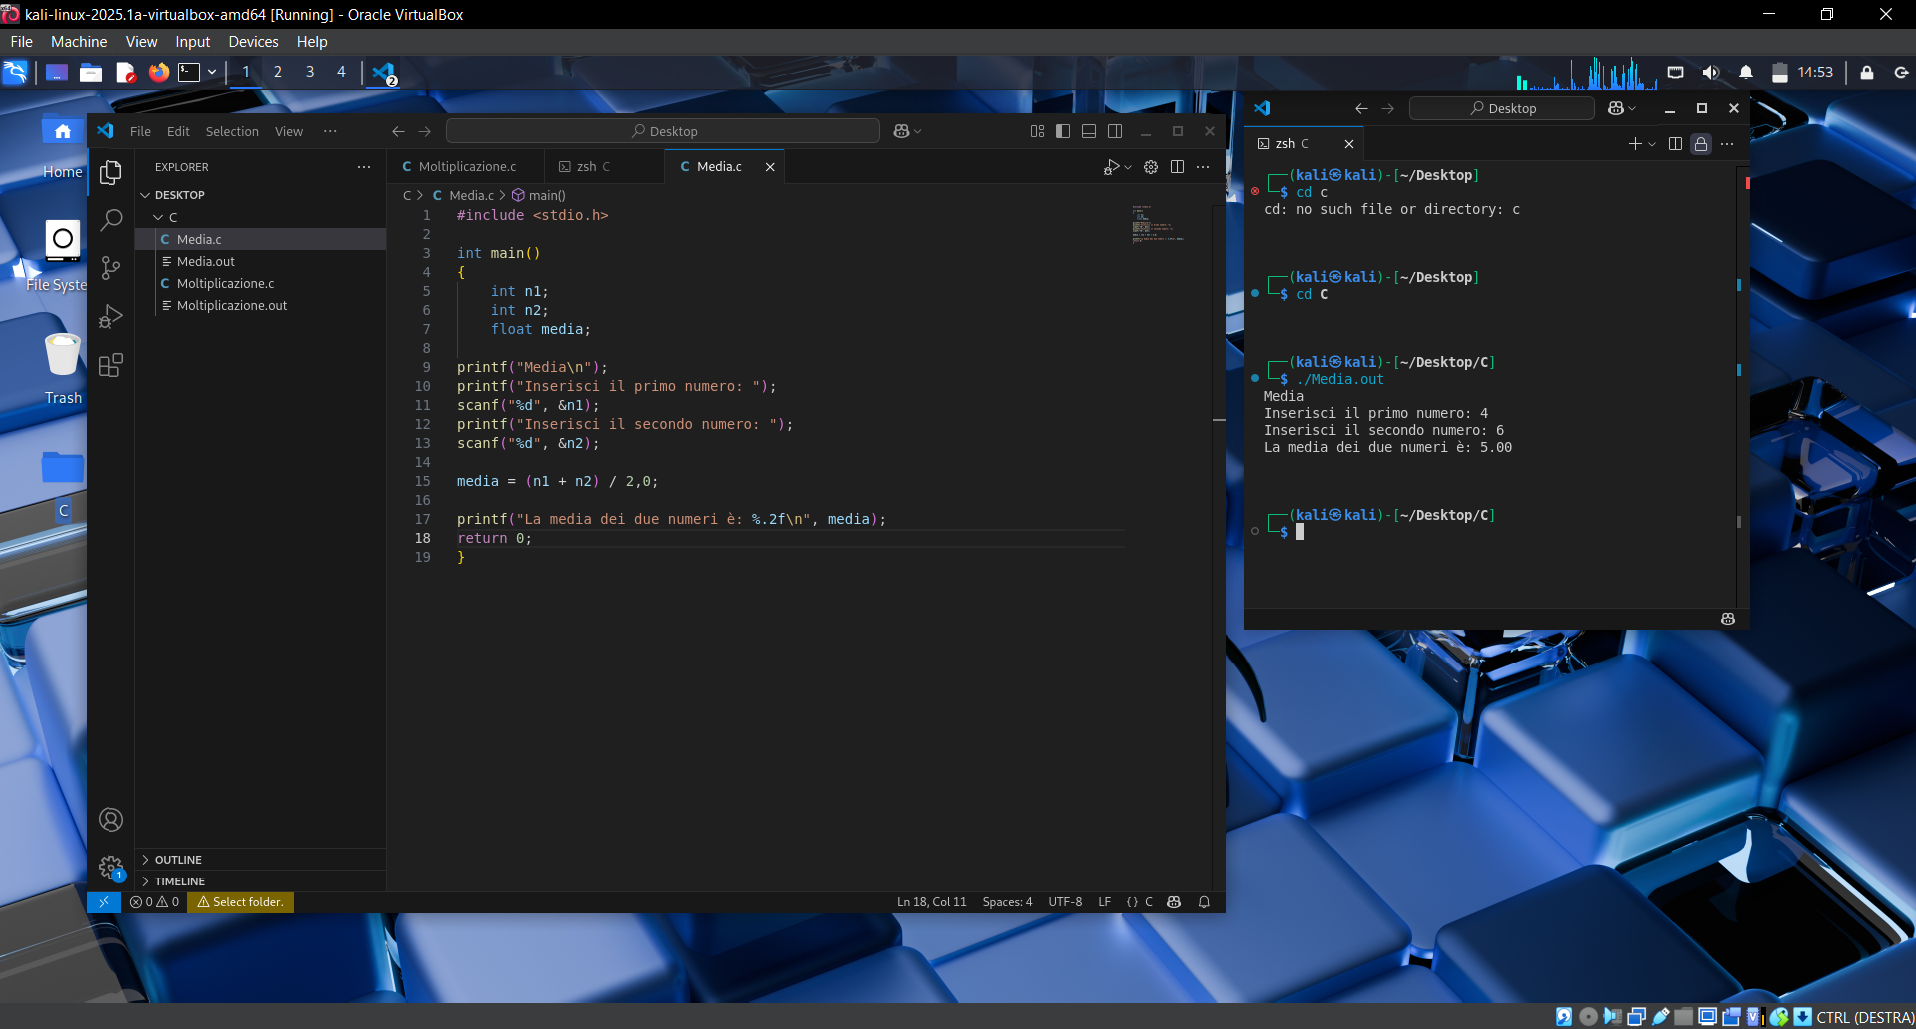 kali-linux-2025.1a-virtualbox-amd64 [Running] - Oracle VirtualBox
File Machine View Input Devices Help
1 2 3 4 2 14:53
Home
File Syste
Trash
C
File Edit Selection View ··· Desktop
EXPLORER ···
DESKTOP
C
C Media.c
Media.out
C Moltiplicazione.c
Moltiplicazione.out
OUTLINE
TIMELINE
C Moltiplicazione.c zsh C C Media.c
C > C Media.c > main()
1 #include <stdio.h>
2
3 int main()
4 {
5 int n1;
6 int n2;
7 float media;
8
9 printf("Media\n");
10 printf("Inserisci il primo numero: ");
11 scanf("%d", &n1);
12 printf("Inserisci il secondo numero: ");
13 scanf("%d", &n2);
14
15 media = (n1 + n2) / 2,0;
16
17 printf("La media dei due numeri è: %.2f\n", media);
18 return 0;
19 }
1
0 0 Select folder. Ln 18, Col 11 Spaces: 4 UTF-8 LF {} C
Desktop
zsh C
(kali㉿kali)-[~/Desktop]
$ cd c
cd: no such file or directory: c
(kali㉿kali)-[~/Desktop]
$ cd C
(kali㉿kali)-[~/Desktop/C]
$ ./Media.out
Media
Inserisci il primo numero: 4
Inserisci il secondo numero: 6
La media dei due numeri è: 5.00
(kali㉿kali)-[~/Desktop/C]
$
CTRL (DESTRA)